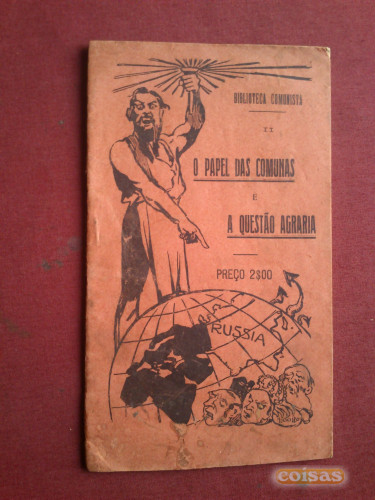 BIBLIOTECA COMUNISTA
II
O PAPEL DAS COMUNAS
E
A QUESTÃO AGRARIA
PREÇO 2$00
RUSSIA
coisas